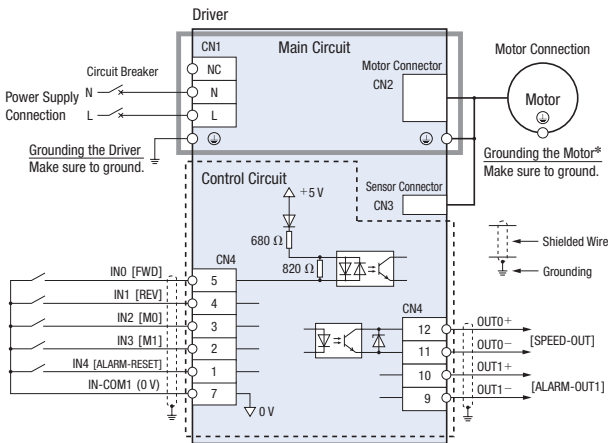 Driver
Main Circuit
CN1
NC
N
L
Circuit Breaker
Power Supply
Connection
N
L
Grounding the Driver
Make sure to ground.
Motor Connector
CN2
Motor Connection
Motor
Grounding the Motor*
Make sure to ground.
Control Circuit
Sensor Connector
CN3
+5 V
680 Ω
820 Ω
Shielded Wire
Grounding
CN4
IN0 [FWD]
5
IN1 [REV]
4
IN2 [M0]
3
IN3 [M1]
2
IN4 [ALARM-RESET]
1
IN-COM1 (0 V)
7
0 V
CN4
12
OUT0+
11
OUT0−
[SPEED-OUT]
10
OUT1+
9
OUT1−
[ALARM-OUT1]